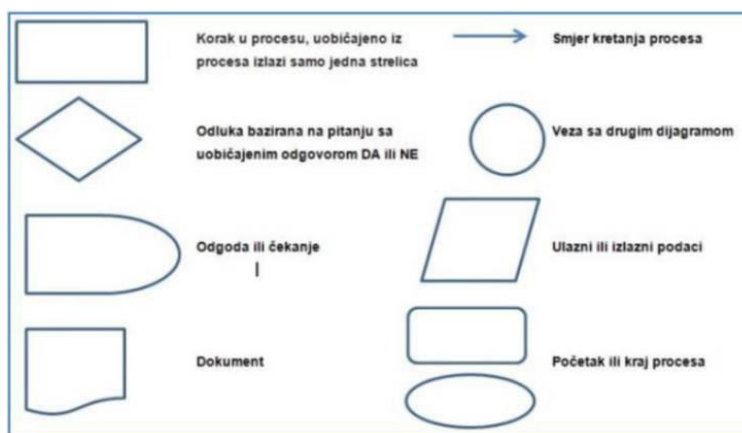 Korak u procesu, uobičajeno iz
procesa izlazi samo jedna strelica
Smjer kretanja procesa
Odluka bazirana na pitanju sa
uobičajenim odgovorom DA ili NE
Veza sa drugim dijagramom
Odgoda ili čekanje
Ulazni ili izlazni podaci
Dokument
Početak ili kraj procesa